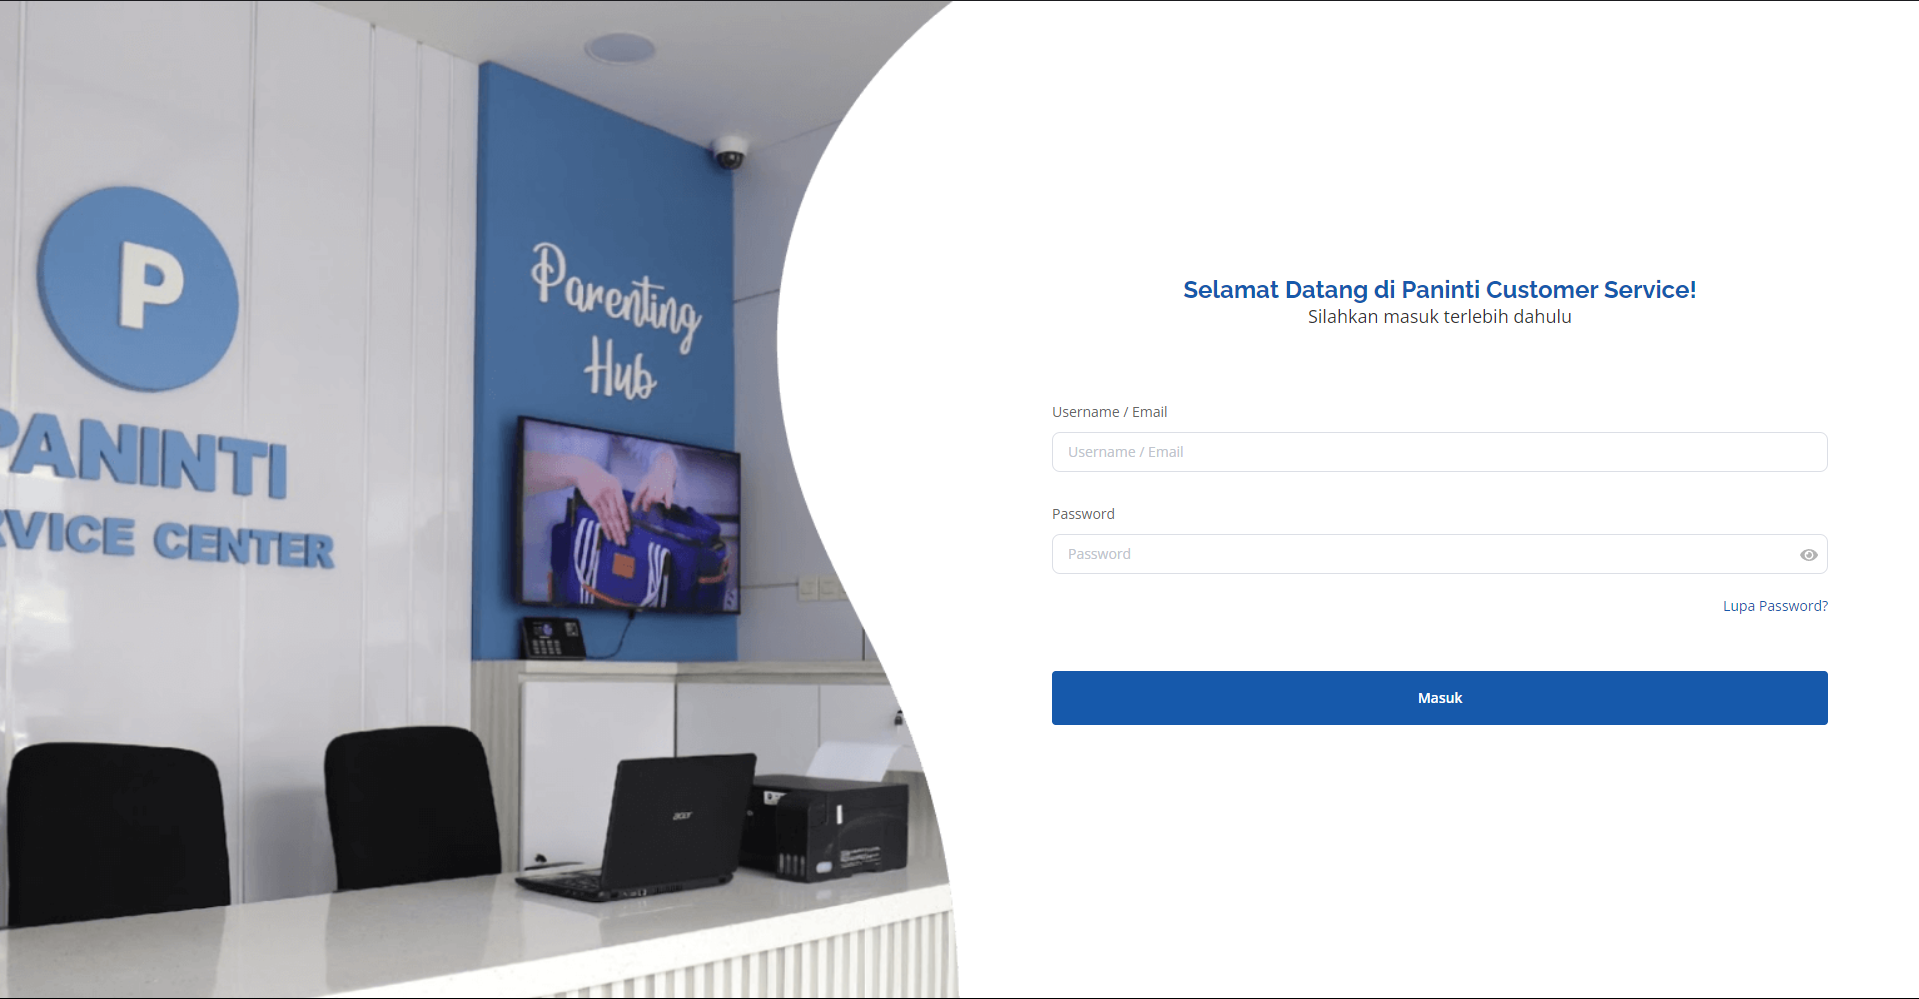 P
PANINTI
RVICE CENTER
Parenting
Hub
acer
Selamat Datang di Paninti Customer Service!
Silahkan masuk terlebih dahulu
Username / Email
Username / Email
Password
Password
Lupa Password?
Masuk